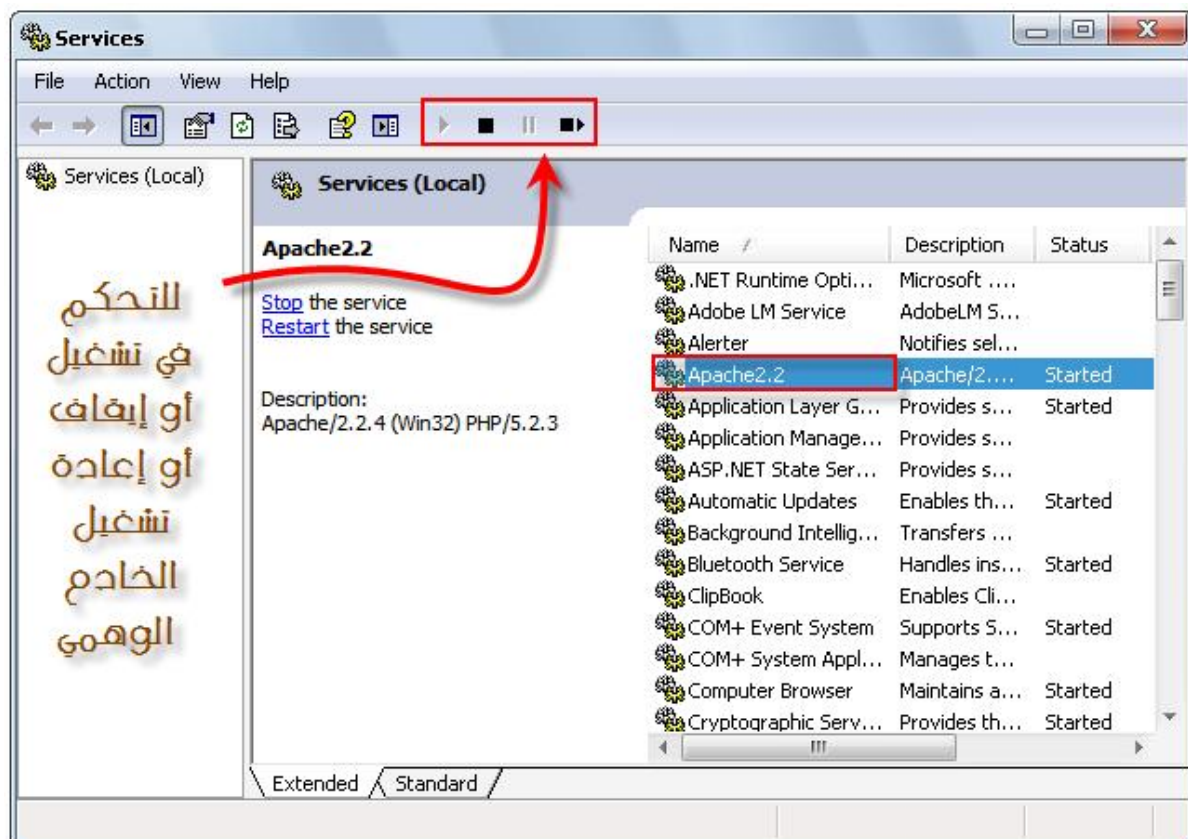 Services
File Action View Help
Services (Local)
Services (Local)
Apache2.2
Stop the service
Restart the service
Description:
Apache/2.2.4 (Win32) PHP/5.2.3
للتحكم
في تشغيل
أو إيقاف
أو إعادة
تشغيل
الخادم
الوهمي
Name Description Status
.NET Runtime Opti... Microsoft ....
Adobe LM Service AdobeLM S...
Alerter Notifies sel...
Apache2.2 Apache/2.... Started
Application Layer G... Provides s... Started
Application Manage... Provides s...
ASP.NET State Ser... Provides s...
Automatic Updates Enables th... Started
Background Intellig... Transfers ...
Bluetooth Service Handles ins... Started
ClipBook Enables Cli...
COM+ Event System Supports S... Started
COM+ System Appl... Manages t...
Computer Browser Maintains a... Started
Cryptographic Serv... Provides th... Started
Extended Standard